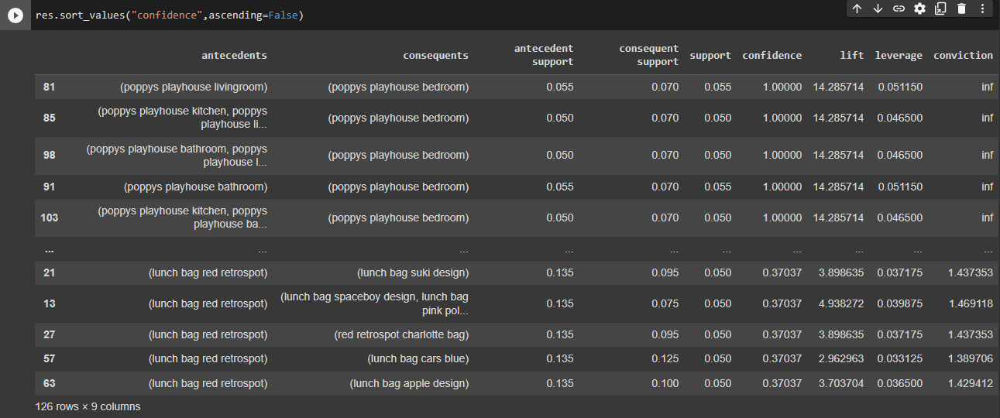 res.sort_values("confidence",ascending=False)
antecedents consequents antecedent support consequent support support confidence lift leverage conviction
81 (poppys playhouse livingroom) (poppys playhouse bedroom) 0.055 0.070 0.055 1.00000 14.285714 0.051150 inf
85 (poppys playhouse kitchen, poppys playhouse li... (poppys playhouse bedroom) 0.050 0.070 0.050 1.00000 14.285714 0.046500 inf
98 (poppys playhouse bathroom, poppys playhouse l... (poppys playhouse bedroom) 0.050 0.070 0.050 1.00000 14.285714 0.046500 inf
91 (poppys playhouse bathroom) (poppys playhouse bedroom) 0.055 0.070 0.055 1.00000 14.285714 0.051150 inf
103 (poppys playhouse kitchen, poppys playhouse ba... (poppys playhouse bedroom) 0.050 0.070 0.050 1.00000 14.285714 0.046500 inf
... ... ... ... ... ... ... ... ... ...
21 (lunch bag red retrospot) (lunch bag suki design) 0.135 0.095 0.050 0.37037 3.898635 0.037175 1.437353
13 (lunch bag red retrospot) (lunch bag spaceboy design, lunch bag pink pol... 0.135 0.075 0.050 0.37037 4.938272 0.039875 1.469118
27 (lunch bag red retrospot) (red retrospot charlotte bag) 0.135 0.095 0.050 0.37037 3.898635 0.037175 1.437353
57 (lunch bag red retrospot) (lunch bag cars blue) 0.135 0.125 0.050 0.37037 2.962963 0.033125 1.389706
63 (lunch bag red retrospot) (lunch bag apple design) 0.135 0.100 0.050 0.37037 3.703704 0.036500 1.429412
126 rows × 9 columns